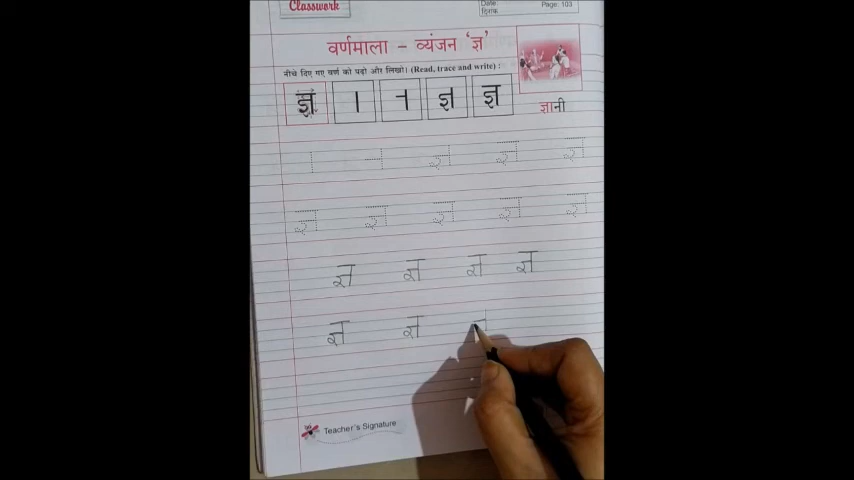 Classwork
Date:
दिनांक:
Page: 103
वर्णमाला – व्यंजन 'ज्ञ'
नीचे दिए गए वर्ण को पढ़ो और लिखो। (Read, trace and write) :
ज्ञ । ⊣ ज्ञ ज्ञ
ज्ञानी
ज्ञ ज्ञ ज्ञ
ज्ञ ज्ञ ज्ञ ज्ञ ज्ञ
ज्ञ ज्ञ ज्ञ ज्ञ
ज्ञ ज्ञ
Teacher's Signature